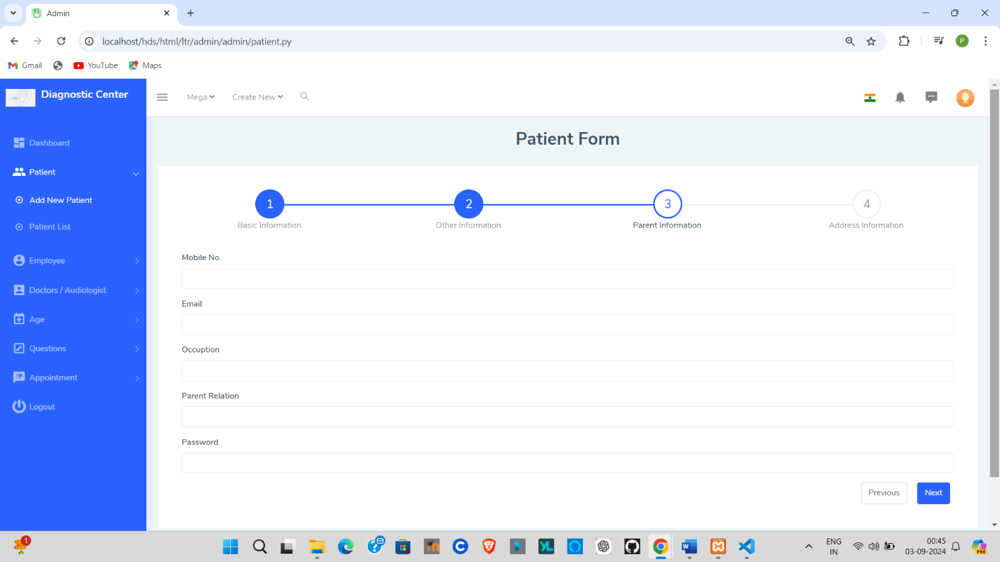 Admin
localhost/hds/html/ltr/admin/admin/patient.py
P
Gmail
YouTube
Maps
Diagnostic Center
Mega
Create New
Dashboard
Patient
Add New Patient
Patient List
Employee
Doctors / Audiologist
Age
Questions
Appointment
Logout
Patient Form
1
2
3
4
Basic Information
Other Information
Parent Information
Address Information
Mobile No.
Email
Occuption
Parent Relation
Password
Previous
Next
1
YL
ENG
IN
00:45
03-09-2024
PRE